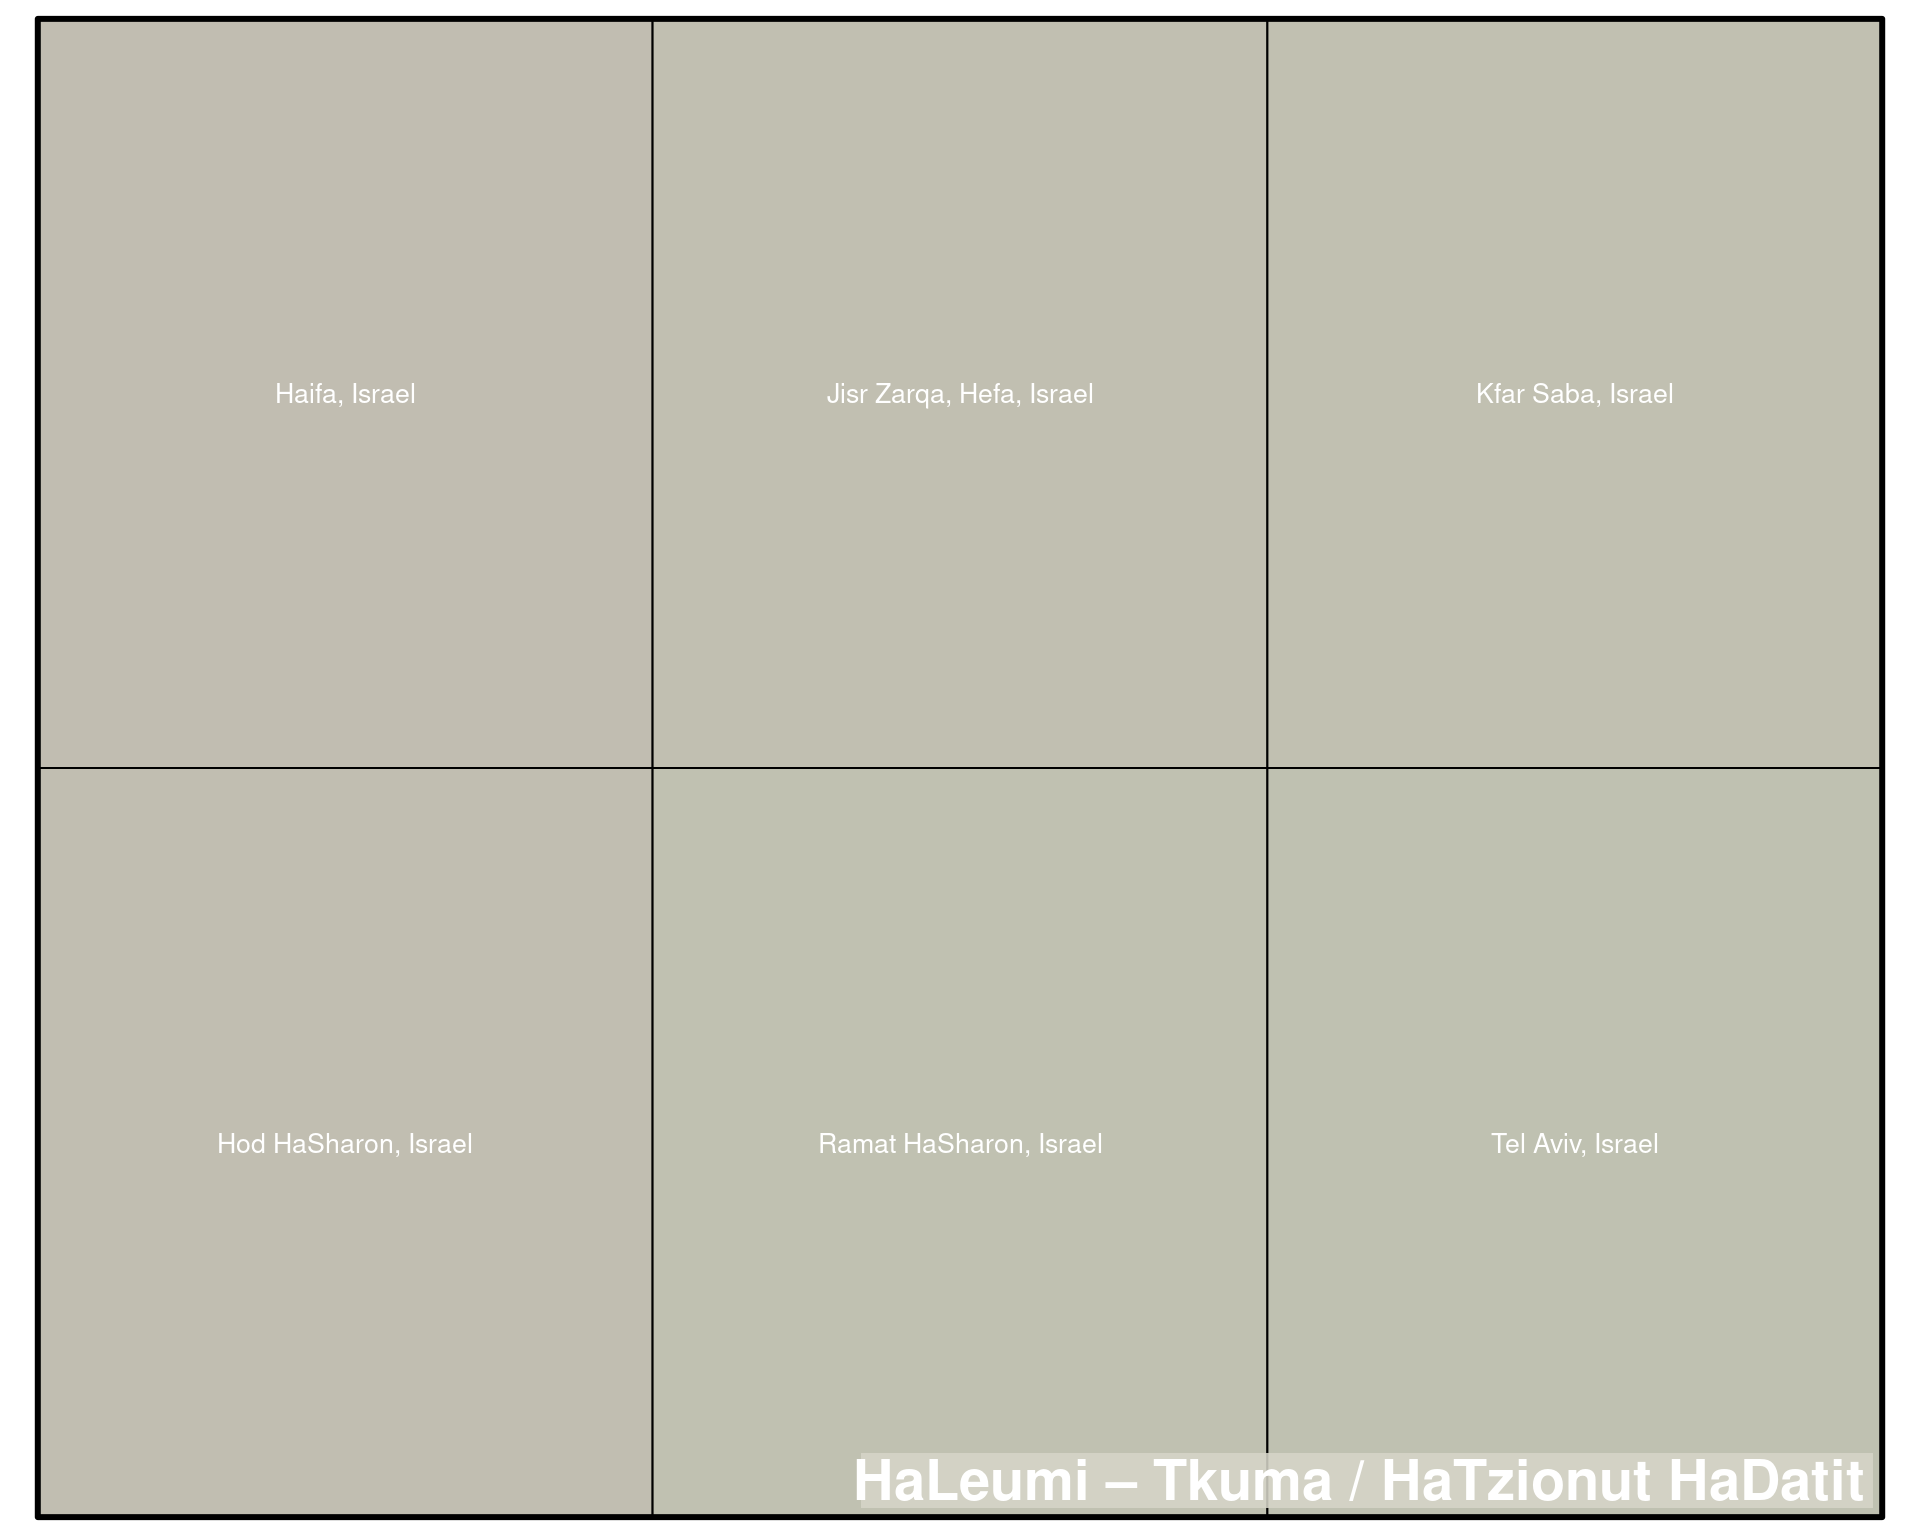 Haifa, Israel
Jisr Zarqa, Hefa, Israel
Kfar Saba, Israel
Hod HaSharon, Israel
Ramat HaSharon, Israel
Tel Aviv, Israel
HaLeumi – Tkuma / HaTzionut HaDatit